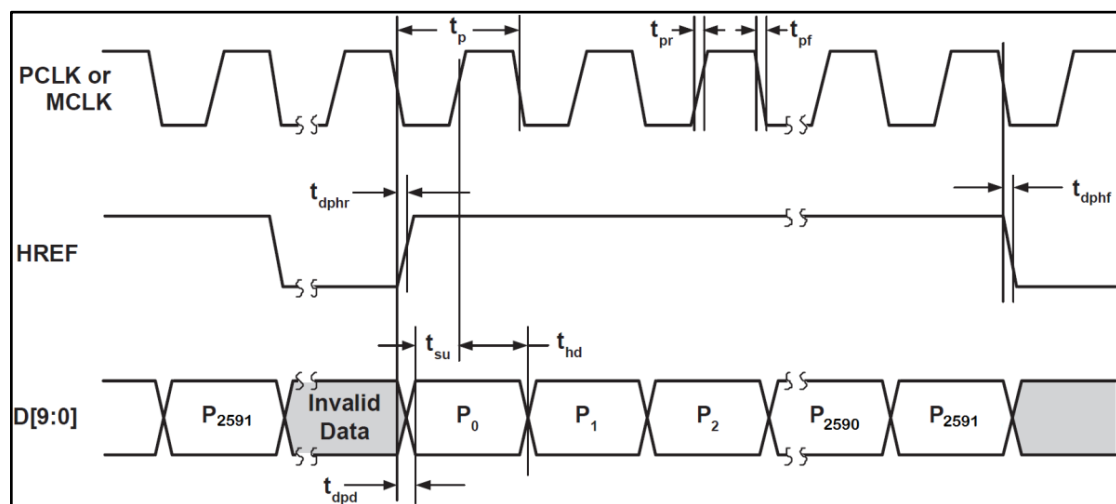 t_p
t_pr
t_pf
PCLK or
MCLK
t_dphr
t_dphf
HREF
t_su
t_hd
D[9:0]
P_2591
Invalid
Data
P_0
P_1
P_2
P_2590
P_2591
t_dpd